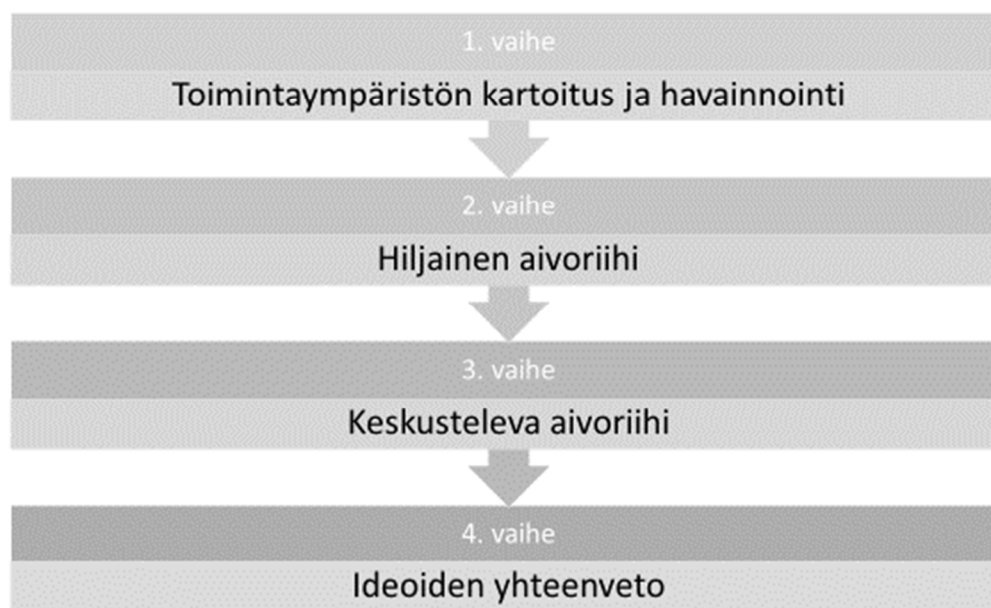 1. vaihe
Toimintaympäristön kartoitus ja havainnointi
2. vaihe
Hiljainen aivoriihi
3. vaihe
Keskusteleva aivoriihi
4. vaihe
Ideoiden yhteenveto